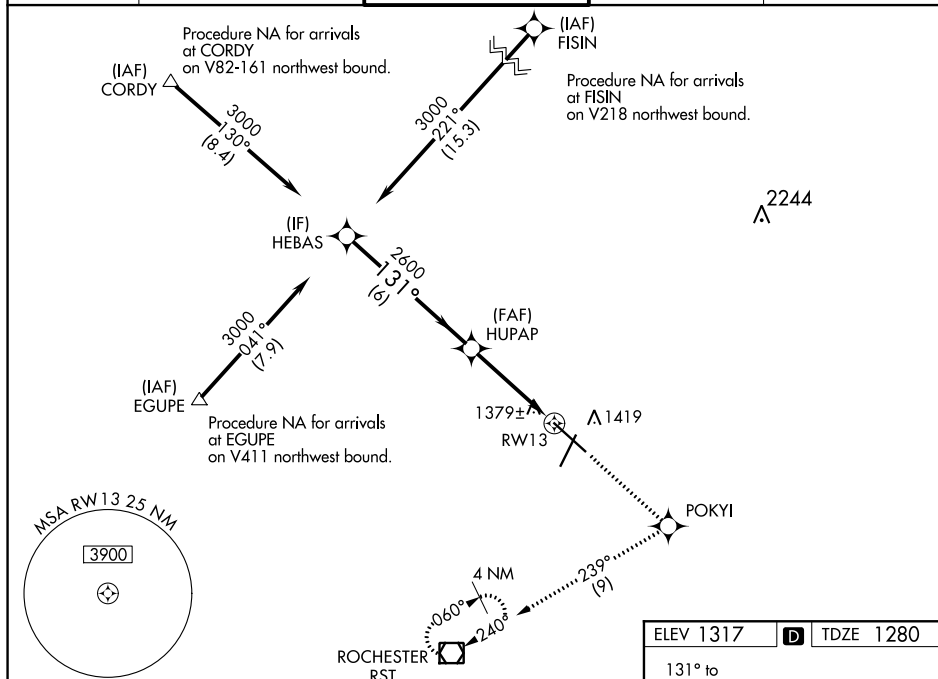 Procedure NA for arrivals
at CORDY
on V82-161 northwest bound.
(IAF)
CORDY
3000
130°
(8.4)
(IAF)
FISIN
3000
221°
(15.3)
Procedure NA for arrivals
at FISIN
on V218 northwest bound.
2244
(IF)
HEBAS
2600
131°
(6)
(FAF)
HUPAP
3000
041°
(7.9)
(IAF)
EGUPE
Procedure NA for arrivals
at EGUPE
on V411 northwest bound.
1379±
1419
RW13
POKYI
MSA RW13 25 NM
3900
4 NM
239°
(9)
060°
240°
ROCHESTER
RST
ELEV 1317 D TDZE 1280
131° to